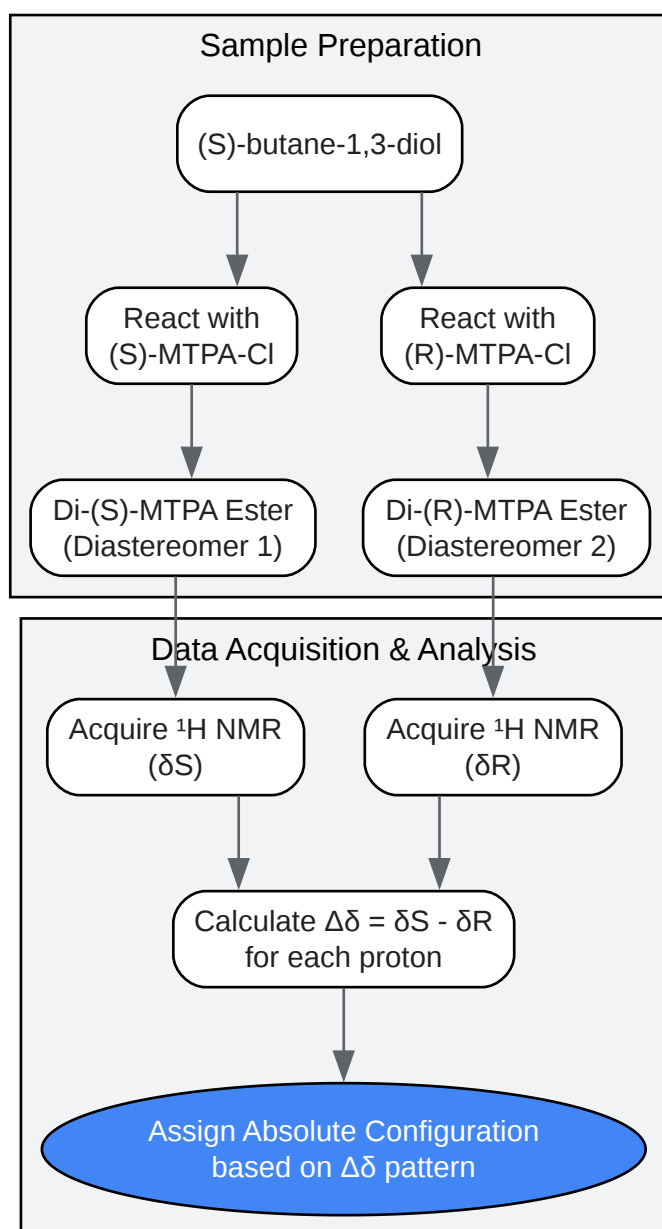 Sample Preparation
(S)-butane-1,3-diol
React with
(S)-MTPA-Cl
React with
(R)-MTPA-Cl
Di-(S)-MTPA Ester
(Diastereomer 1)
Di-(R)-MTPA Ester
(Diastereomer 2)
Data Acquisition & Analysis
Acquire ¹H NMR
(δS)
Acquire ¹H NMR
(δR)
Calculate Δδ = δS - δR
for each proton
Assign Absolute Configuration
based on Δδ pattern